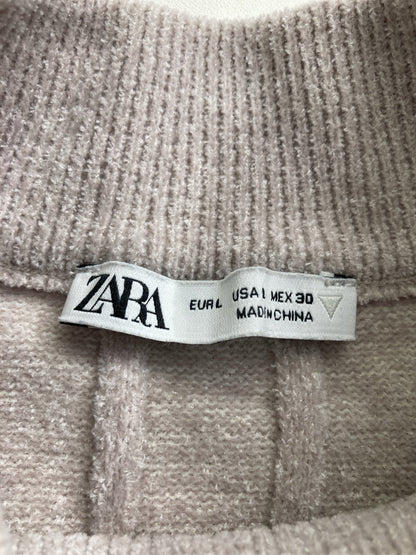 ZARA
EUR L USA L MEX 30
MADE IN CHINA